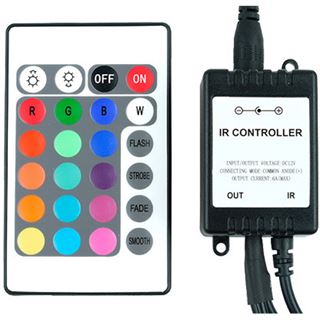 OFF ON
R G B W
FLASH
STROBE
FADE
SMOOTH
IR CONTROLLER
INPUT/OUTPUT VOLTAGE:DC12V
CONNECTING MODE:COMMON ANODE(+)
OUTPUT CURRENT:6A(MAX)
OUT IR